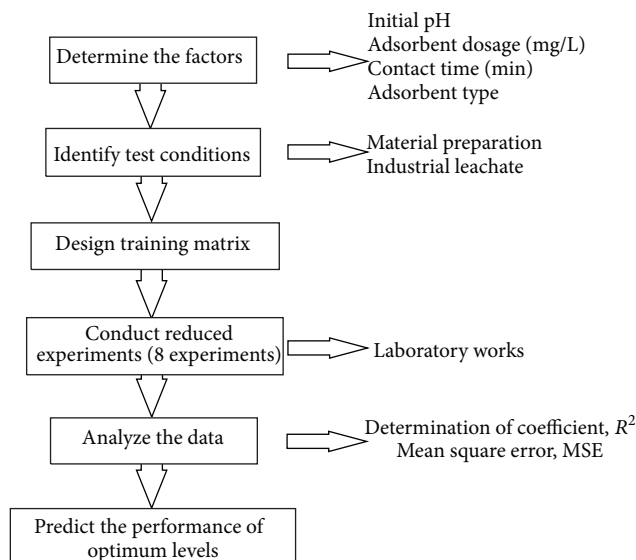 Determine the factors
Initial pH
Adsorbent dosage (mg/L)
Contact time (min)
Adsorbent type
Identify test conditions
Material preparation
Industrial leachate
Design training matrix
Conduct reduced
experiments (8 experiments)
Laboratory works
Analyze the data
Determination of coefficient, R²
Mean square error, MSE
Predict the performance of
optimum levels